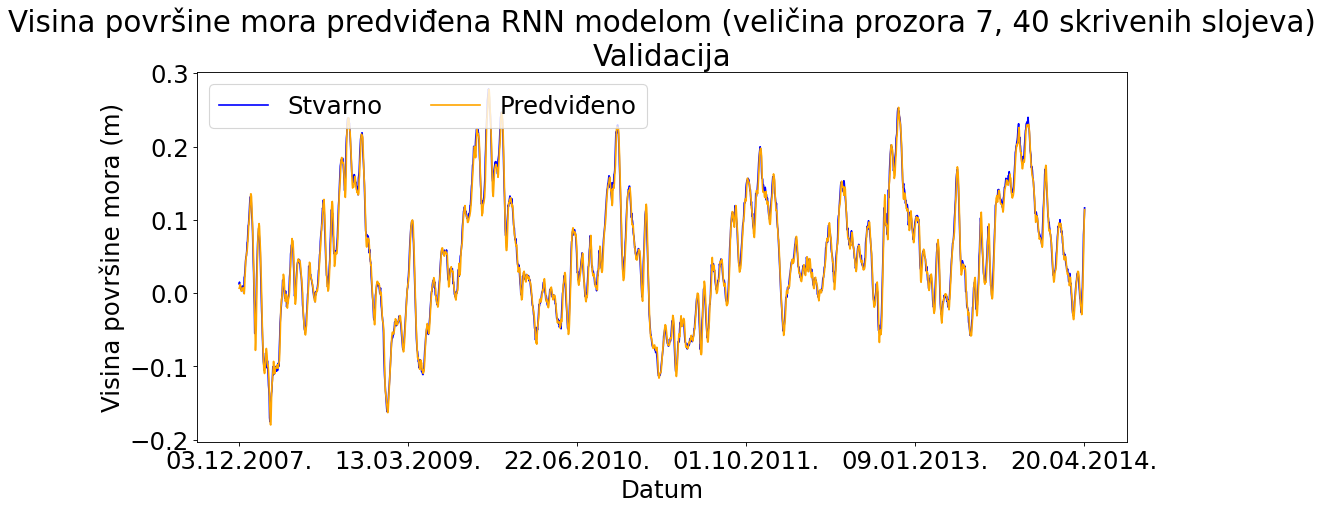 Visina površine mora predviđena RNN modelom (veličina prozora 7, 40 skrivenih slojeva)
Validacija
Stvarno Predviđeno
Visina površine mora (m)
0.3
0.2
0.1
0.0
−0.1
−0.2
03.12.2007. 13.03.2009. 22.06.2010. 01.10.2011. 09.01.2013. 20.04.2014.
Datum